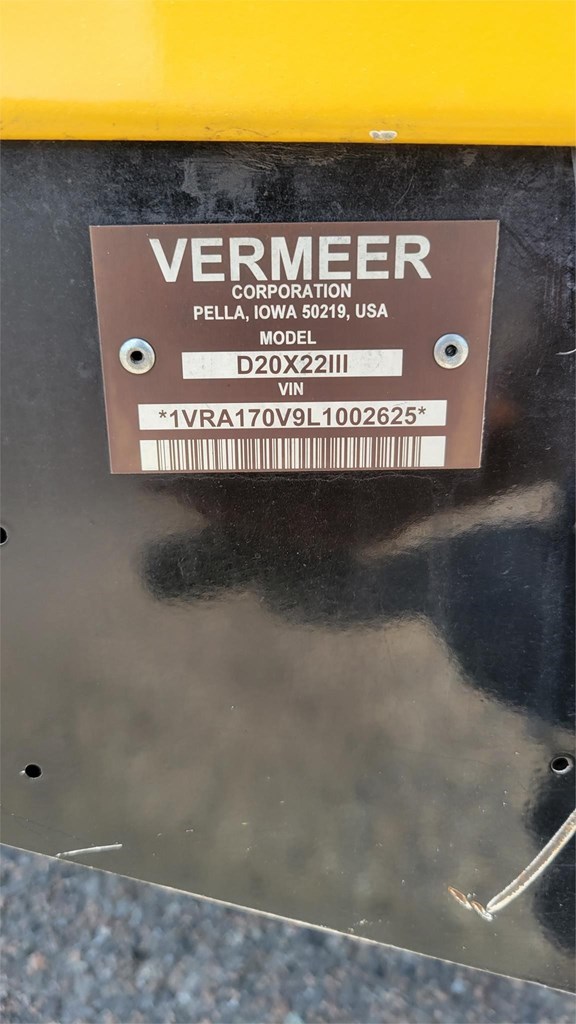 VERMEER
CORPORATION
PELLA, IOWA 50219, USA
MODEL
D20X22III
VIN
*1VRA170V9L1002625*